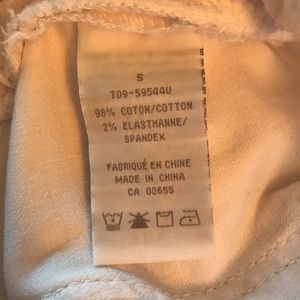 S
T09-59544U
98% COTON/COTTON
2% ELASTHANNE/
SPANDEX
FABRIQUÉ EN CHINE
MADE IN CHINA
CA 00655